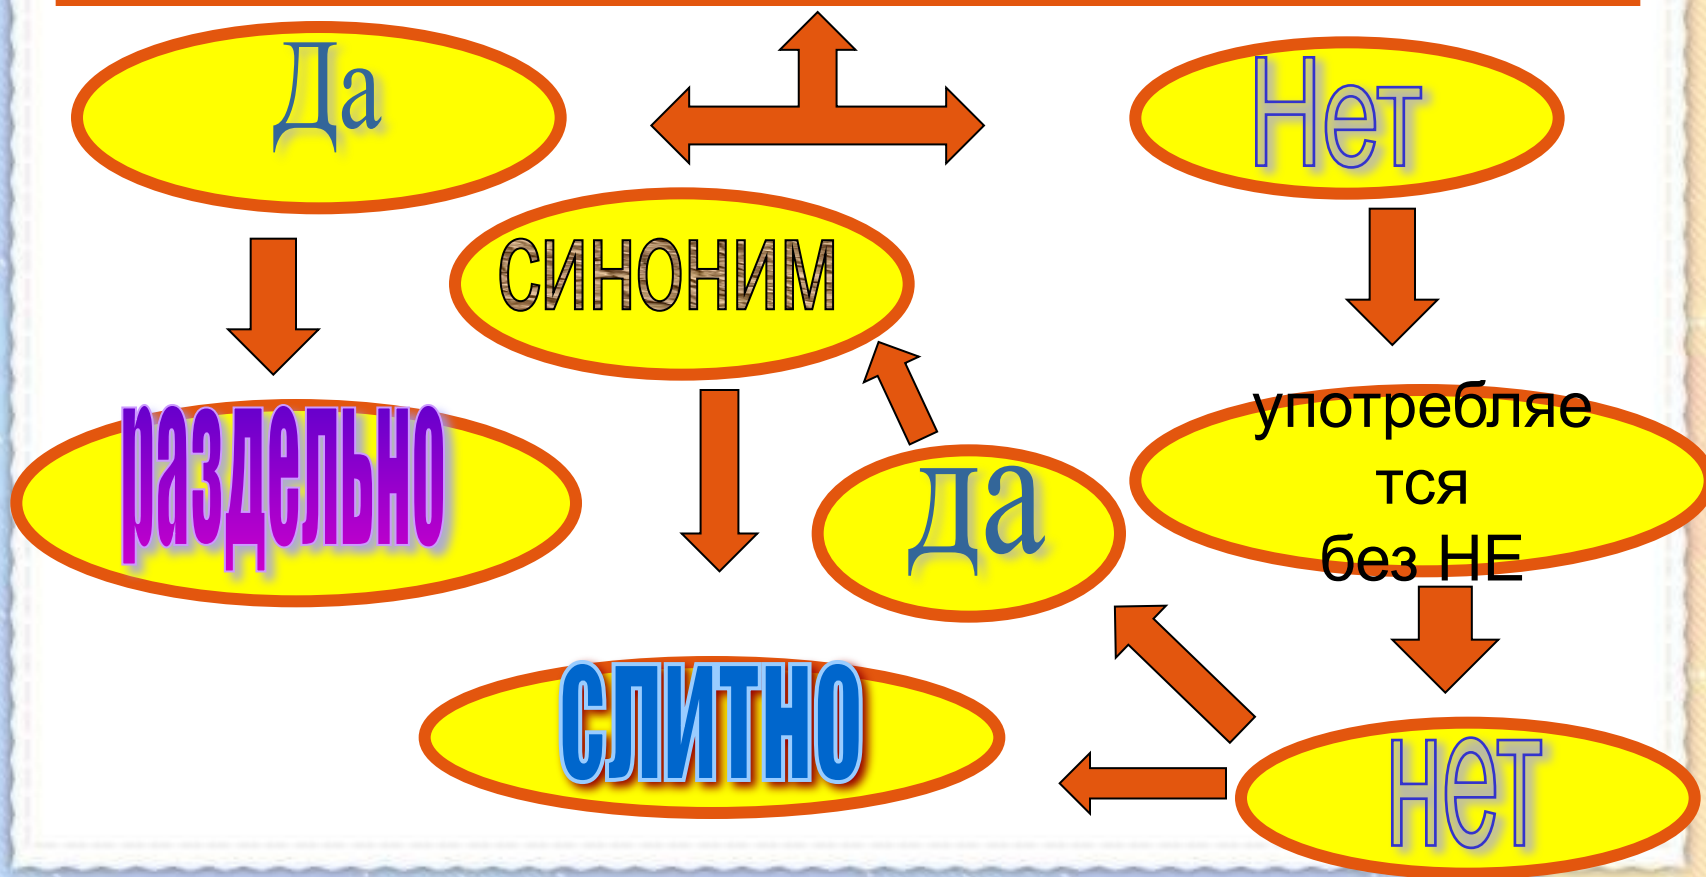 Да
Нет
синоним
раздельно
употребляе
тся
без НЕ
да
слитно
нет